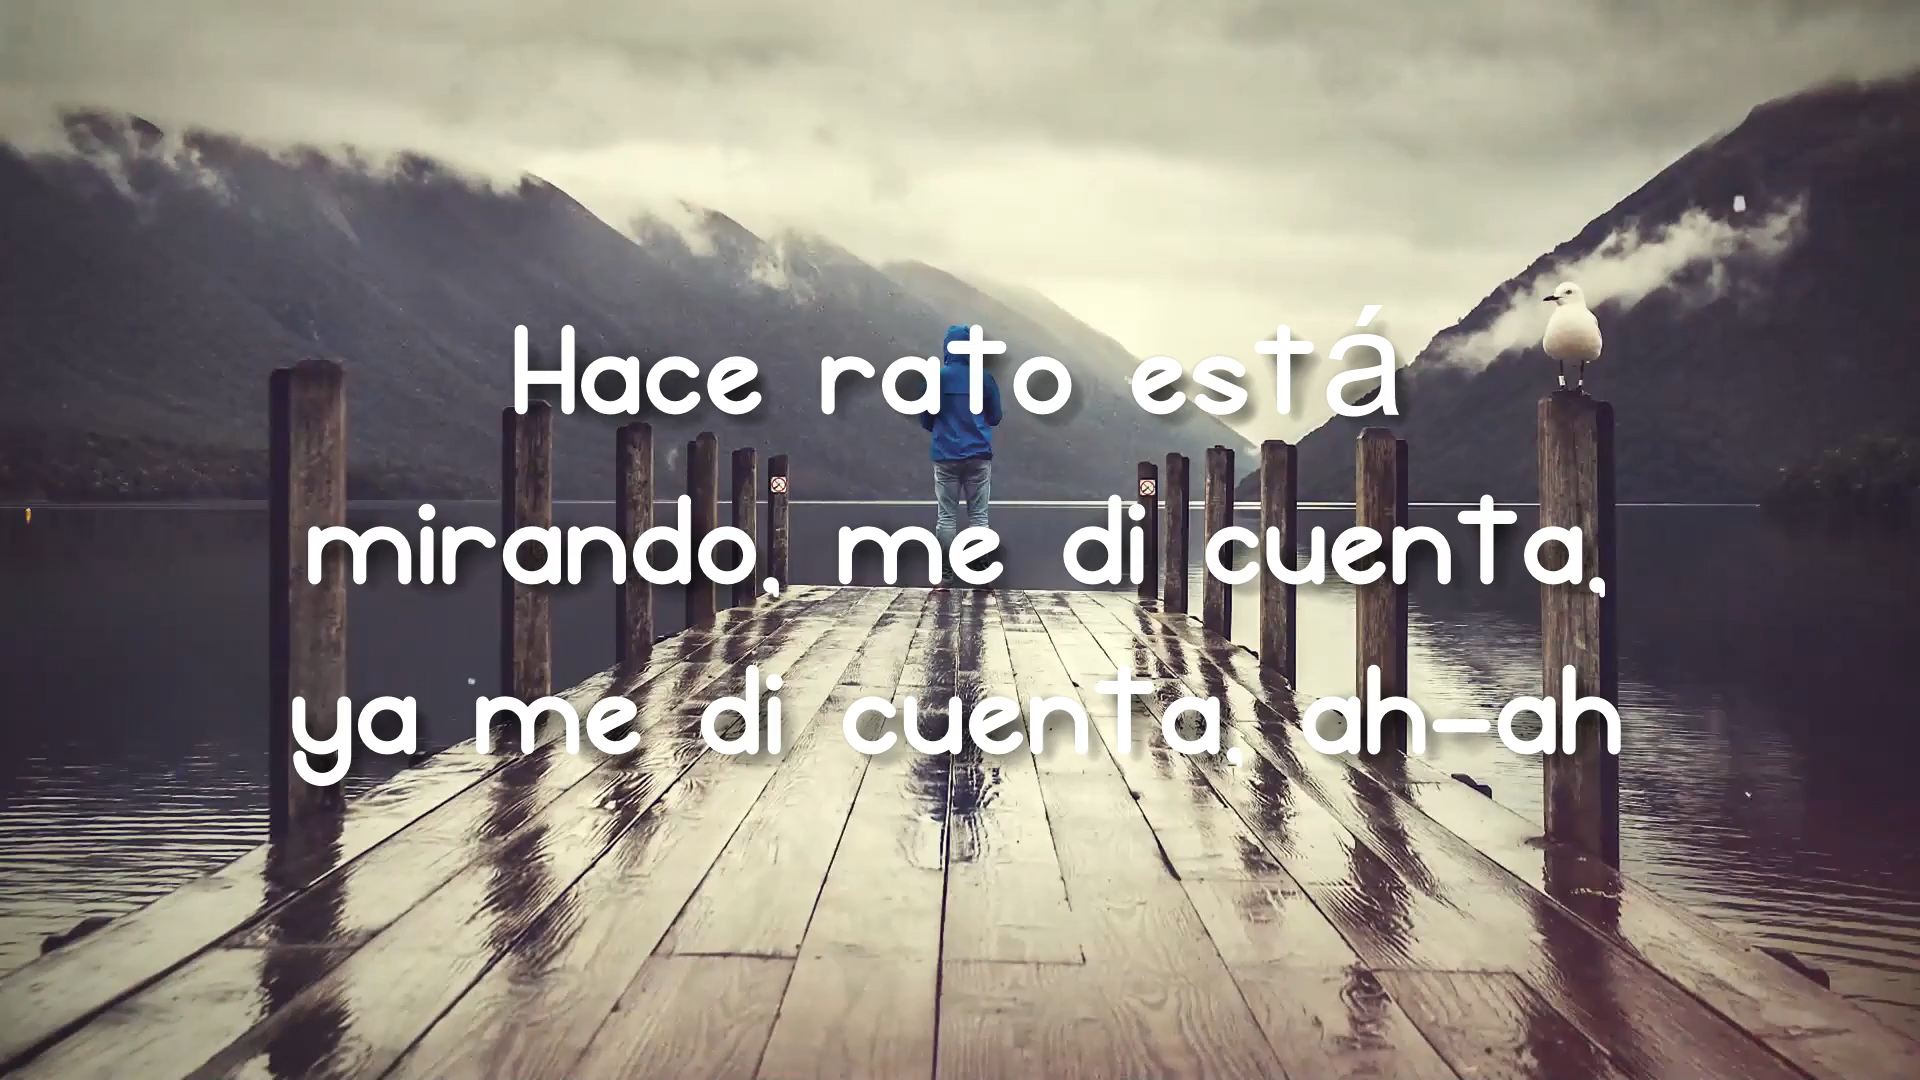 Hace rato está
mirando, me di cuenta,
ya me di cuenta, ah-ah